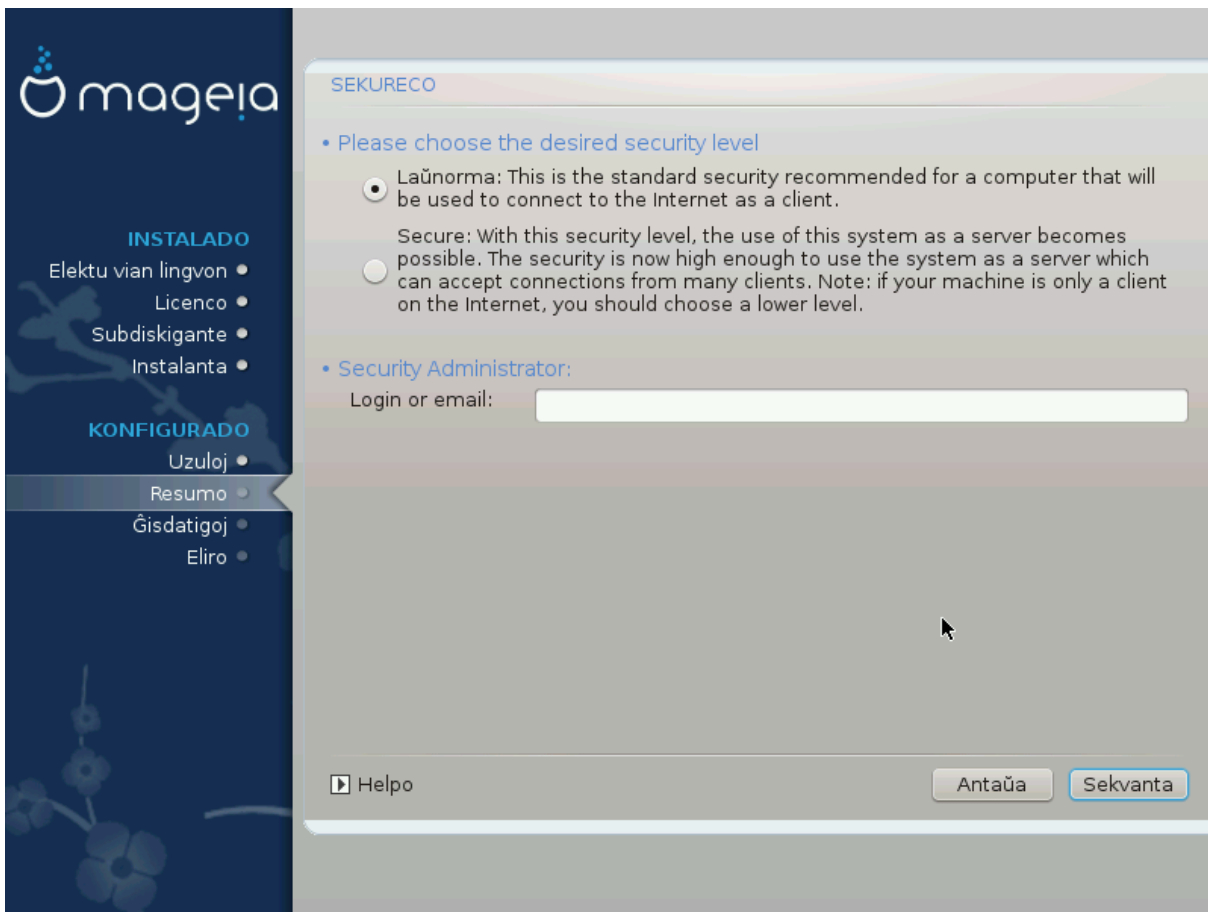 mageia
INSTALADO
Elektu vian lingvon
Licenco
Subdiskigante
Instalanta
KONFIGURADO
Uzuloj
Resumo
Ĝisdatigoj
Eliro
SEKURECO
• Please choose the desired security level
Laŭnorma: This is the standard security recommended for a computer that will
be used to connect to the Internet as a client.
Secure: With this security level, the use of this system as a server becomes
possible. The security is now high enough to use the system as a server which
can accept connections from many clients. Note: if your machine is only a client
on the Internet, you should choose a lower level.
• Security Administrator:
Login or email:
Helpo
Antaŭa
Sekvanta